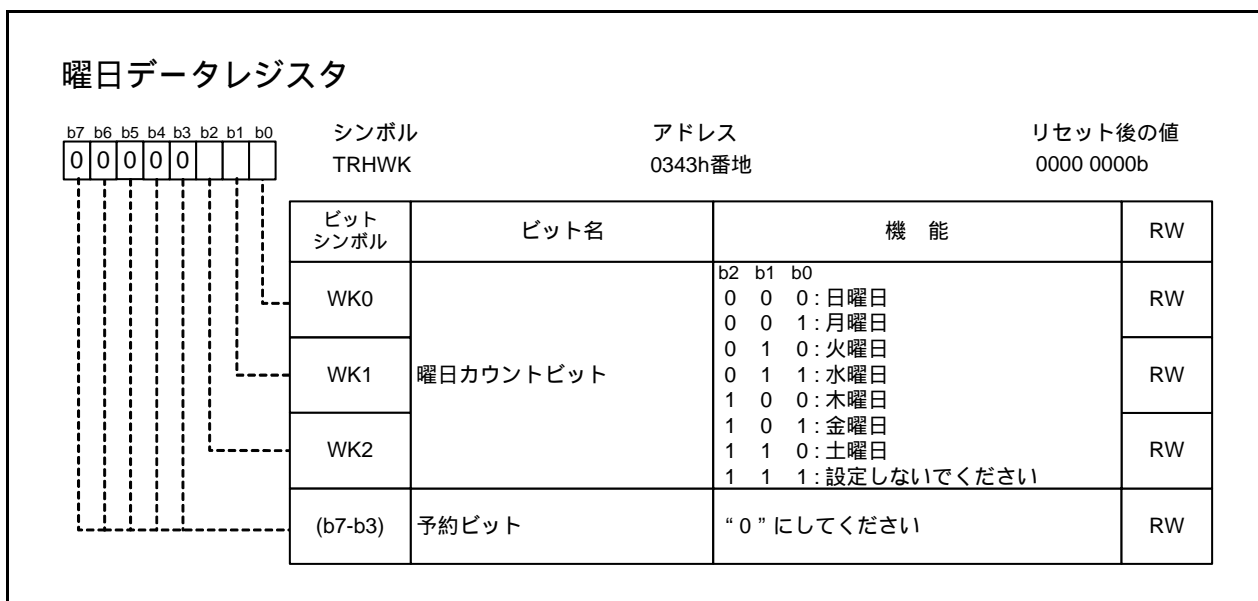 曜日データレジスタ
b7 b6 b5 b4 b3 b2 b1 b0
0 0 0 0 0
シンボル アドレス リセット後の値
TRHWK 0343h番地 0000 0000b
ビット
シンボル
ビット名 機 能 RW
WK0
WK1
WK2
曜日カウントビット
b2 b1 b0
0 0 0 : 日曜日
0 0 1 : 月曜日
0 1 0 : 火曜日
0 1 1 : 水曜日
1 0 0 : 木曜日
1 0 1 : 金曜日
1 1 0 : 土曜日
1 1 1 : 設定しないでください
RW
RW
RW
(b7-b3) 予約ビット “0”にしてください RW